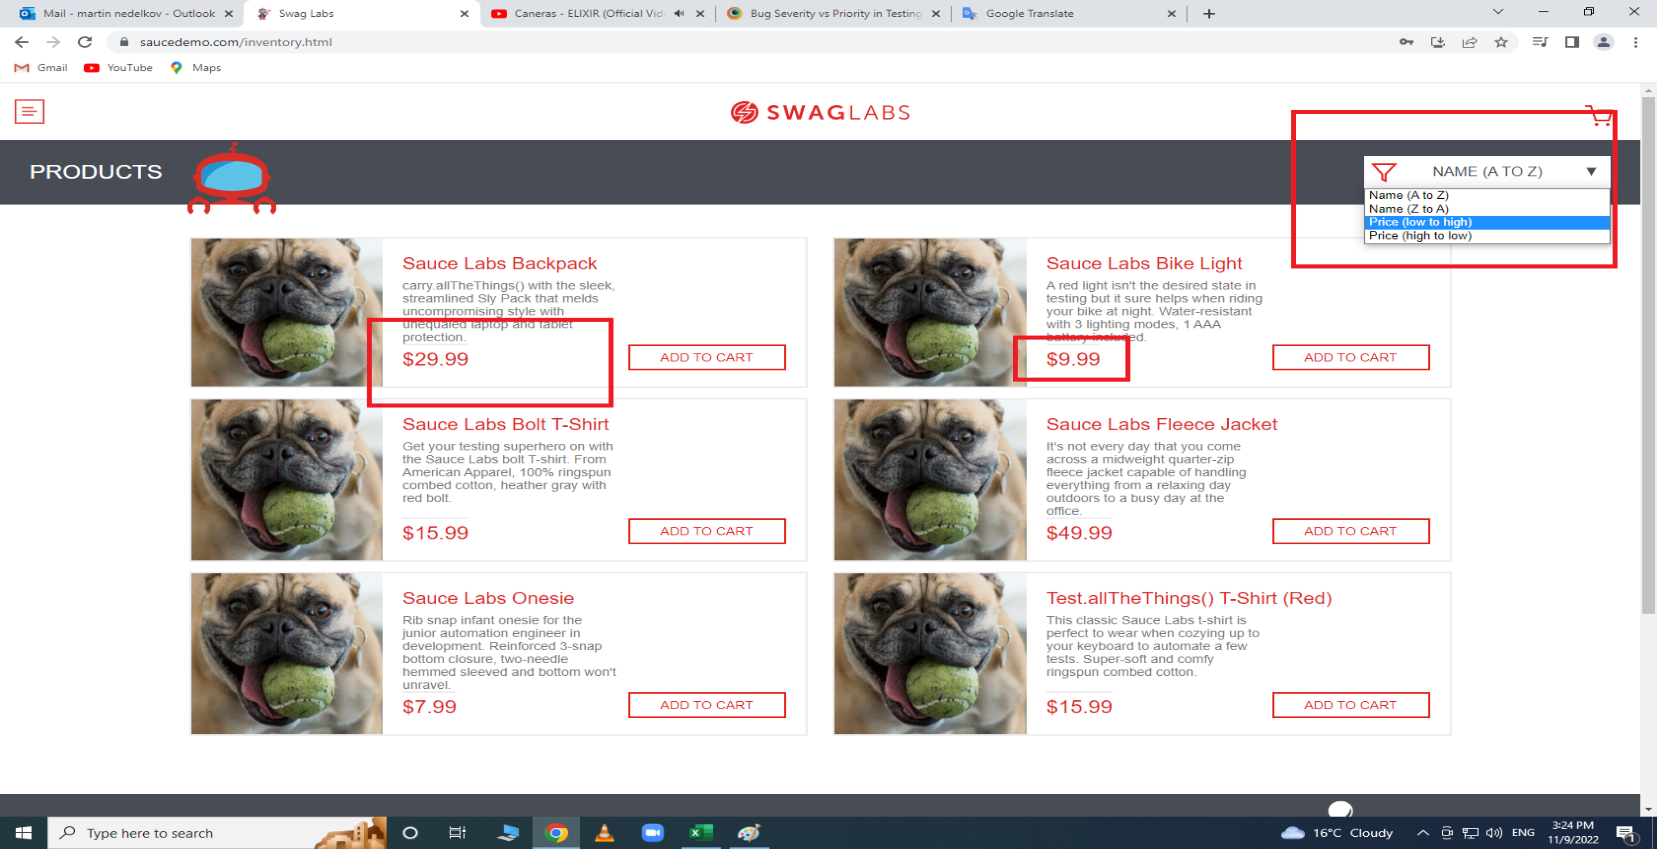 Mail - martin nedelkov - Outlook
Swag Labs
Caneras - ELIXIR (Official Vid
Bug Severity vs Priority in Testing
Google Translate
saucedemo.com/inventory.html
Gmail
YouTube
Maps
SWAGLABS
PRODUCTS
NAME (A TO Z)
Name (A to Z)
Name (Z to A)
Price (low to high)
Price (high to low)
Sauce Labs Backpack
carry.allTheThings() with the sleek,
streamlined Sly Pack that melds
uncompromising style with
unequaled laptop and tablet
protection.
$29.99
ADD TO CART
Sauce Labs Bike Light
A red light isn't the desired state in
testing but it sure helps when riding
your bike at night. Water-resistant
with 3 lighting modes, 1 AAA
battery included.
$9.99
ADD TO CART
Sauce Labs Bolt T-Shirt
Get your testing superhero on with
the Sauce Labs bolt T-shirt. From
American Apparel, 100% ringspun
combed cotton, heather gray with
red bolt.
$15.99
ADD TO CART
Sauce Labs Fleece Jacket
It's not every day that you come
across a midweight quarter-zip
fleece jacket capable of handling
everything from a relaxing day
outdoors to a busy day at the
office.
$49.99
ADD TO CART
Sauce Labs Onesie
Rib snap infant onesie for the
junior automation engineer in
development. Reinforced 3-snap
bottom closure, two-needle
hemmed sleeved and bottom won't
unravel.
$7.99
ADD TO CART
Test.allTheThings() T-Shirt (Red)
This classic Sauce Labs t-shirt is
perfect to wear when cozying up to
your keyboard to automate a few
tests. Super-soft and comfy
ringspun combed cotton.
$15.99
ADD TO CART
Type here to search
16°C Cloudy
ENG
3:24 PM
11/9/2022
1